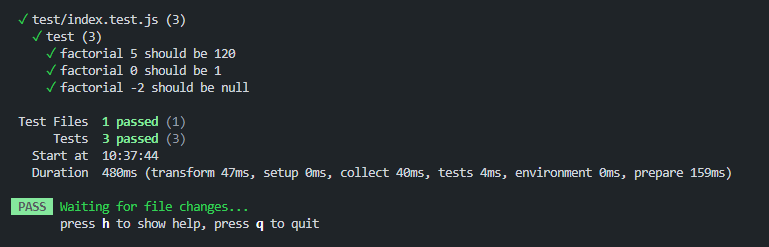 ✓ test/index.test.js (3)
✓ test (3)
✓ factorial 5 should be 120
✓ factorial 0 should be 1
✓ factorial -2 should be null
Test Files 1 passed (1)
Tests 3 passed (3)
Start at 10:37:44
Duration 480ms (transform 47ms, setup 0ms, collect 40ms, tests 4ms, environment 0ms, prepare 159ms)
PASS Waiting for file changes...
press h to show help, press q to quit